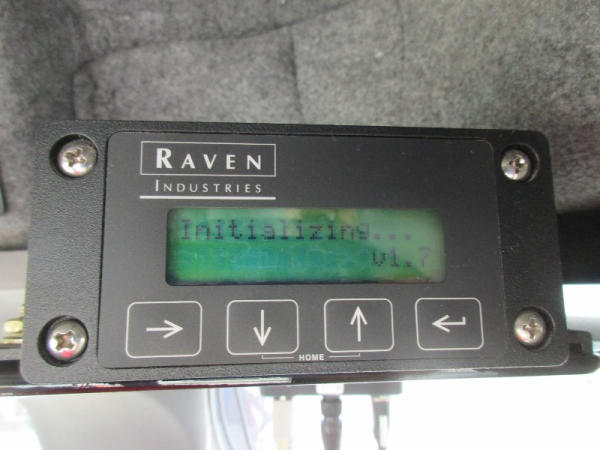 RAVEN
INDUSTRIES
Initializing...
v1.7
HOME